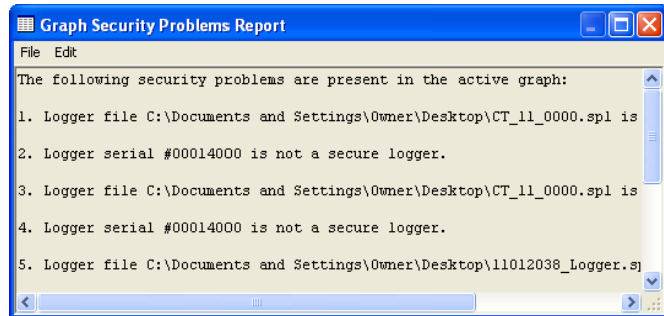 Graph Security Problems Report
File Edit
The following security problems are present in the active graph:
1. Logger file C:\Documents and Settings\Owner\Desktop\CT_11_0000.spl is
2. Logger serial #00014000 is not a secure logger.
3. Logger file C:\Documents and Settings\Owner\Desktop\CT_11_0000.spl is
4. Logger serial #00014000 is not a secure logger.
5. Logger file C:\Documents and Settings\Owner\Desktop\11012038_Logger.sp